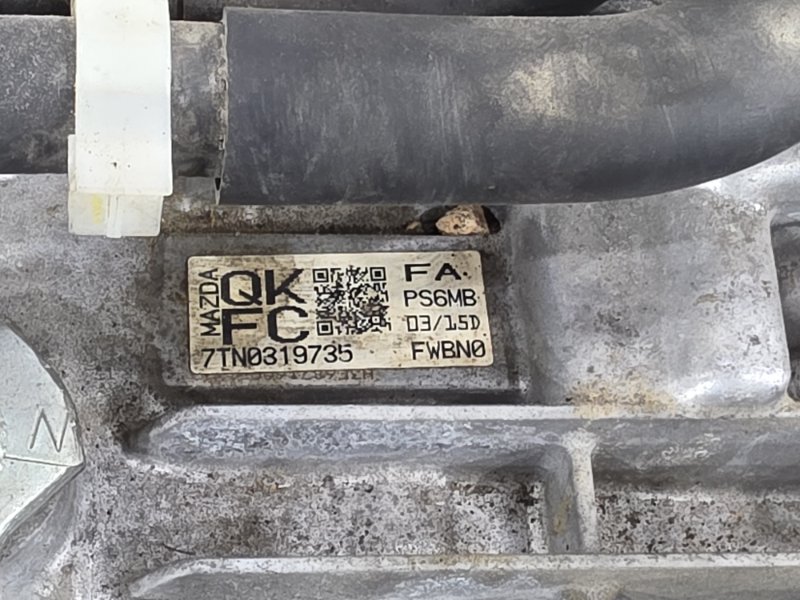 MAZDA
QK FA.
FC PS6MB
03/15D
7TN0319735 FWBN0
N